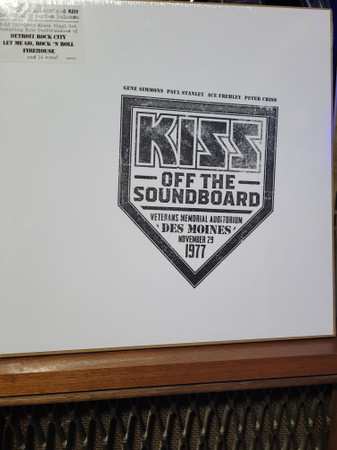 DETROIT ROCK CITY
LET ME GO, ROCK 'N ROLL
FIREHOUSE
GENE SIMMONS PAUL STANLEY ACE FREHLEY PETER CRISS
KISS
OFF THE
SOUNDBOARD
VETERANS MEMORIAL AUDITORIUM
DES MOINES
NOVEMBER 29
1977